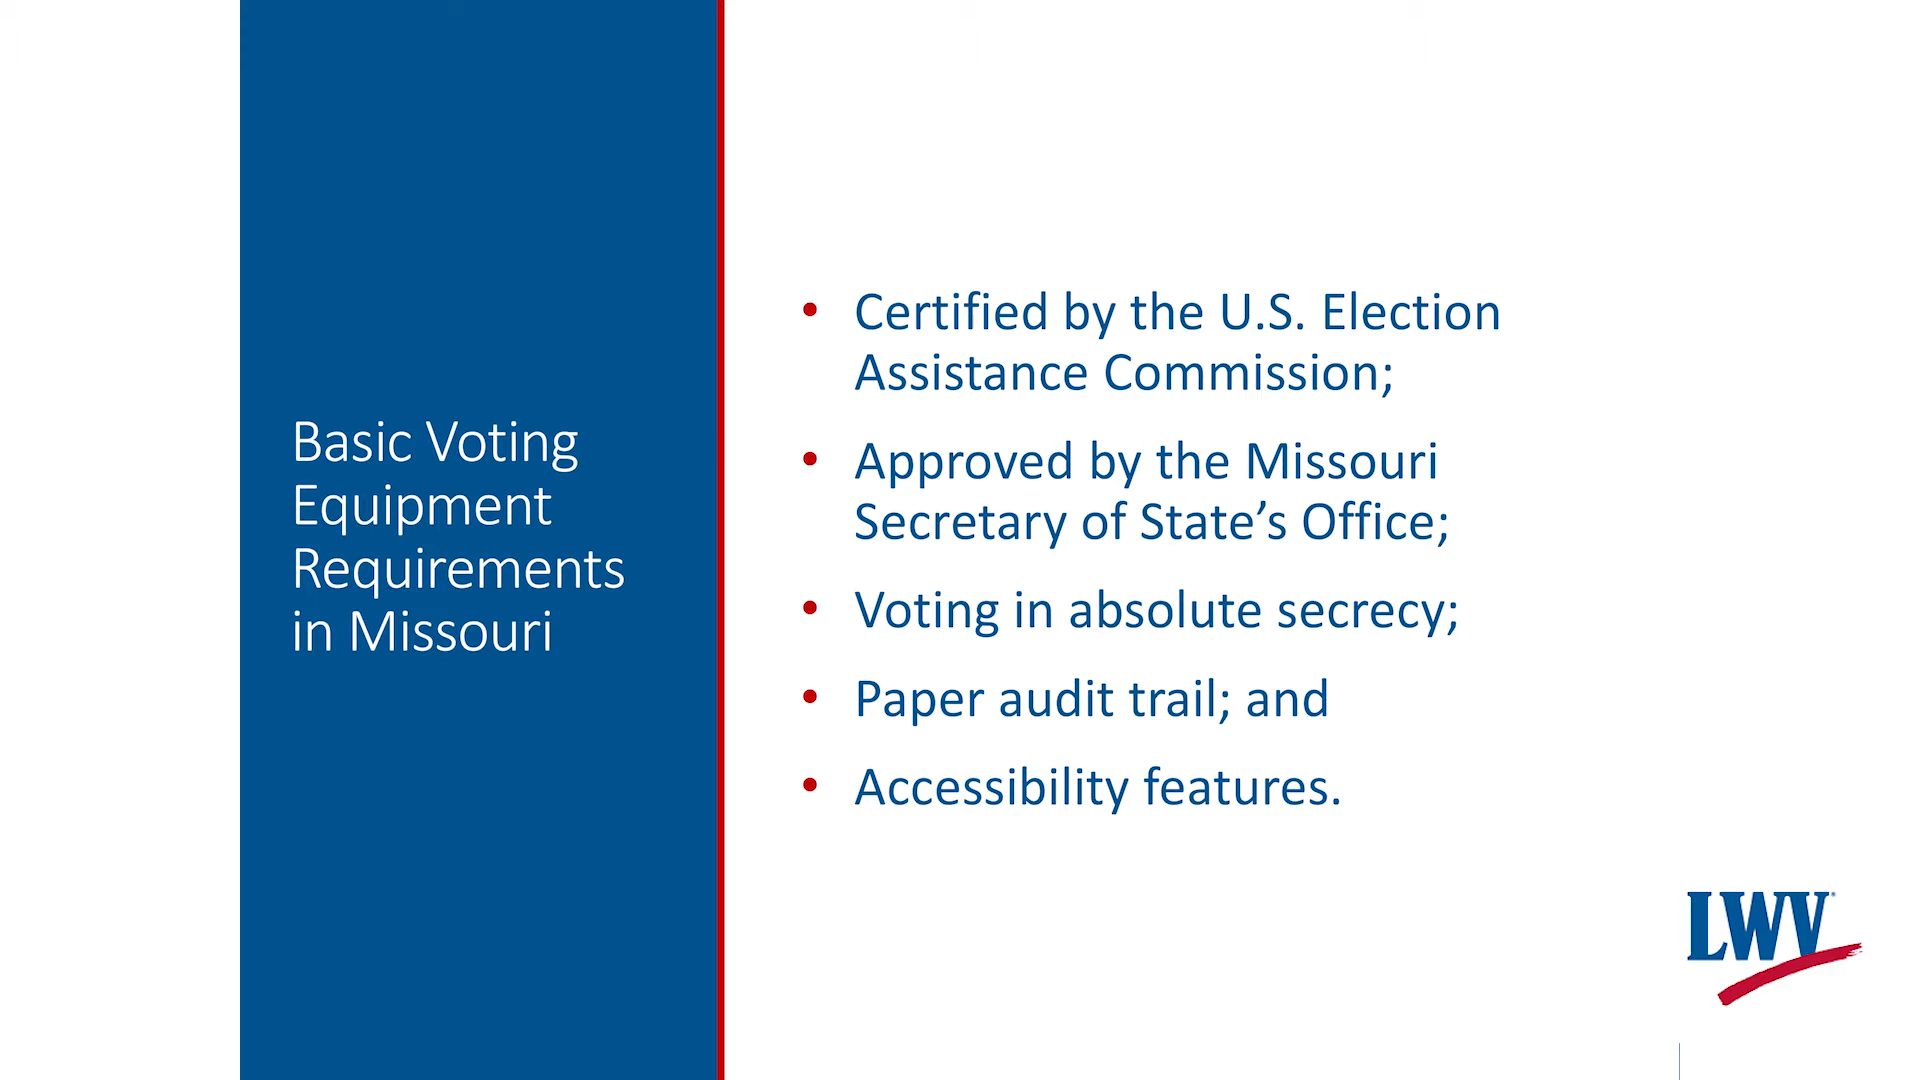 Basic Voting
Equipment
Requirements
in Missouri
• Certified by the U.S. Election
Assistance Commission;
• Approved by the Missouri
Secretary of State’s Office;
• Voting in absolute secrecy;
• Paper audit trail; and
• Accessibility features.
LWV